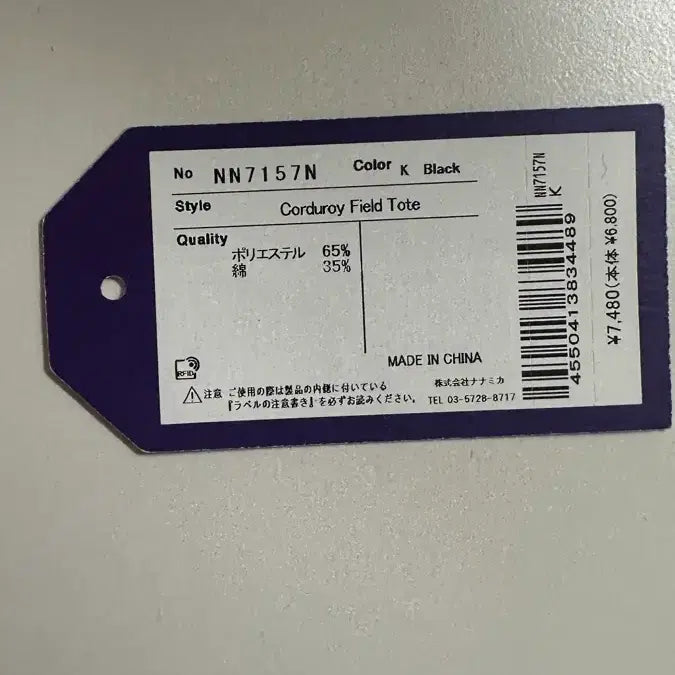 No NN7157N Color K Black
Style Corduroy Field Tote
Quality
ポリエステル 65%
綿 35%
MADE IN CHINA
RFID
注意 ご使用の際は製品の内側に付いている
『ラベルの注意書き』を必ずお読みください。
株式会社ナナミカ
TEL 03-5728-8717
NN7157N
K
4550413834489
¥7,480(本体 ¥6,800)